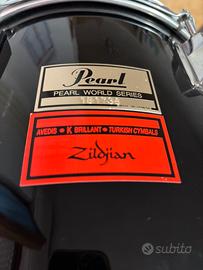 Pearl
PEARL WORLD SERIES
AVEDIS • K BRILLANT • TURKISH CYMBALS
Zildjian
subito